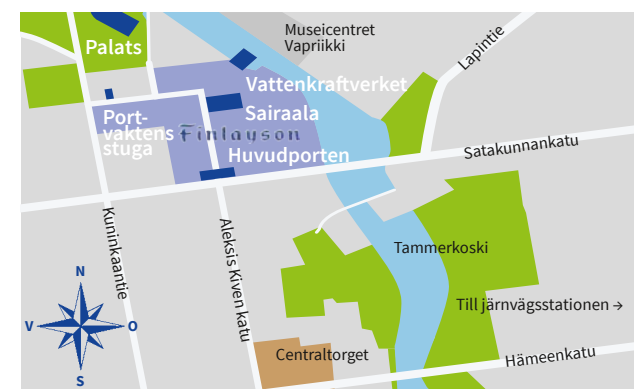 Museicentret
Vapriikki
Palats
Lapintie
Vattenkraftverket
Sairaala
Port-
vaktens
stuga
Finlayson
Huvudporten
Satakunnankatu
Kuninkaantie
Aleksis Kiven katu
Tammerkoski
N
V
O
S
Till järnvägsstationen →
Centraltorget
Hämeenkatu